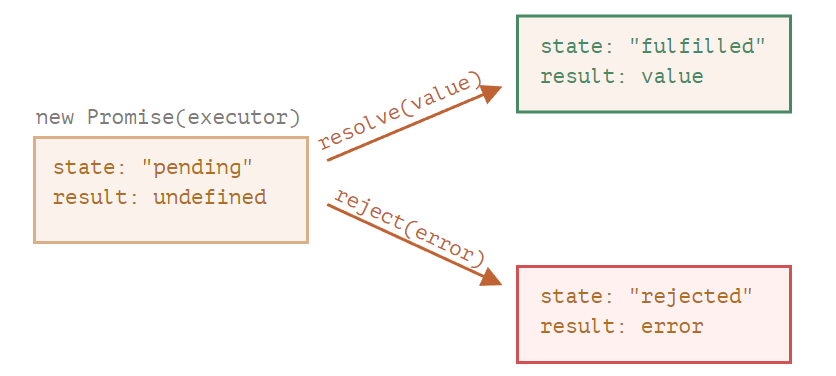 new Promise(executor)
state: "pending"
result: undefined
resolve(value)
reject(error)
state: "fulfilled"
result: value
state: "rejected"
result: error